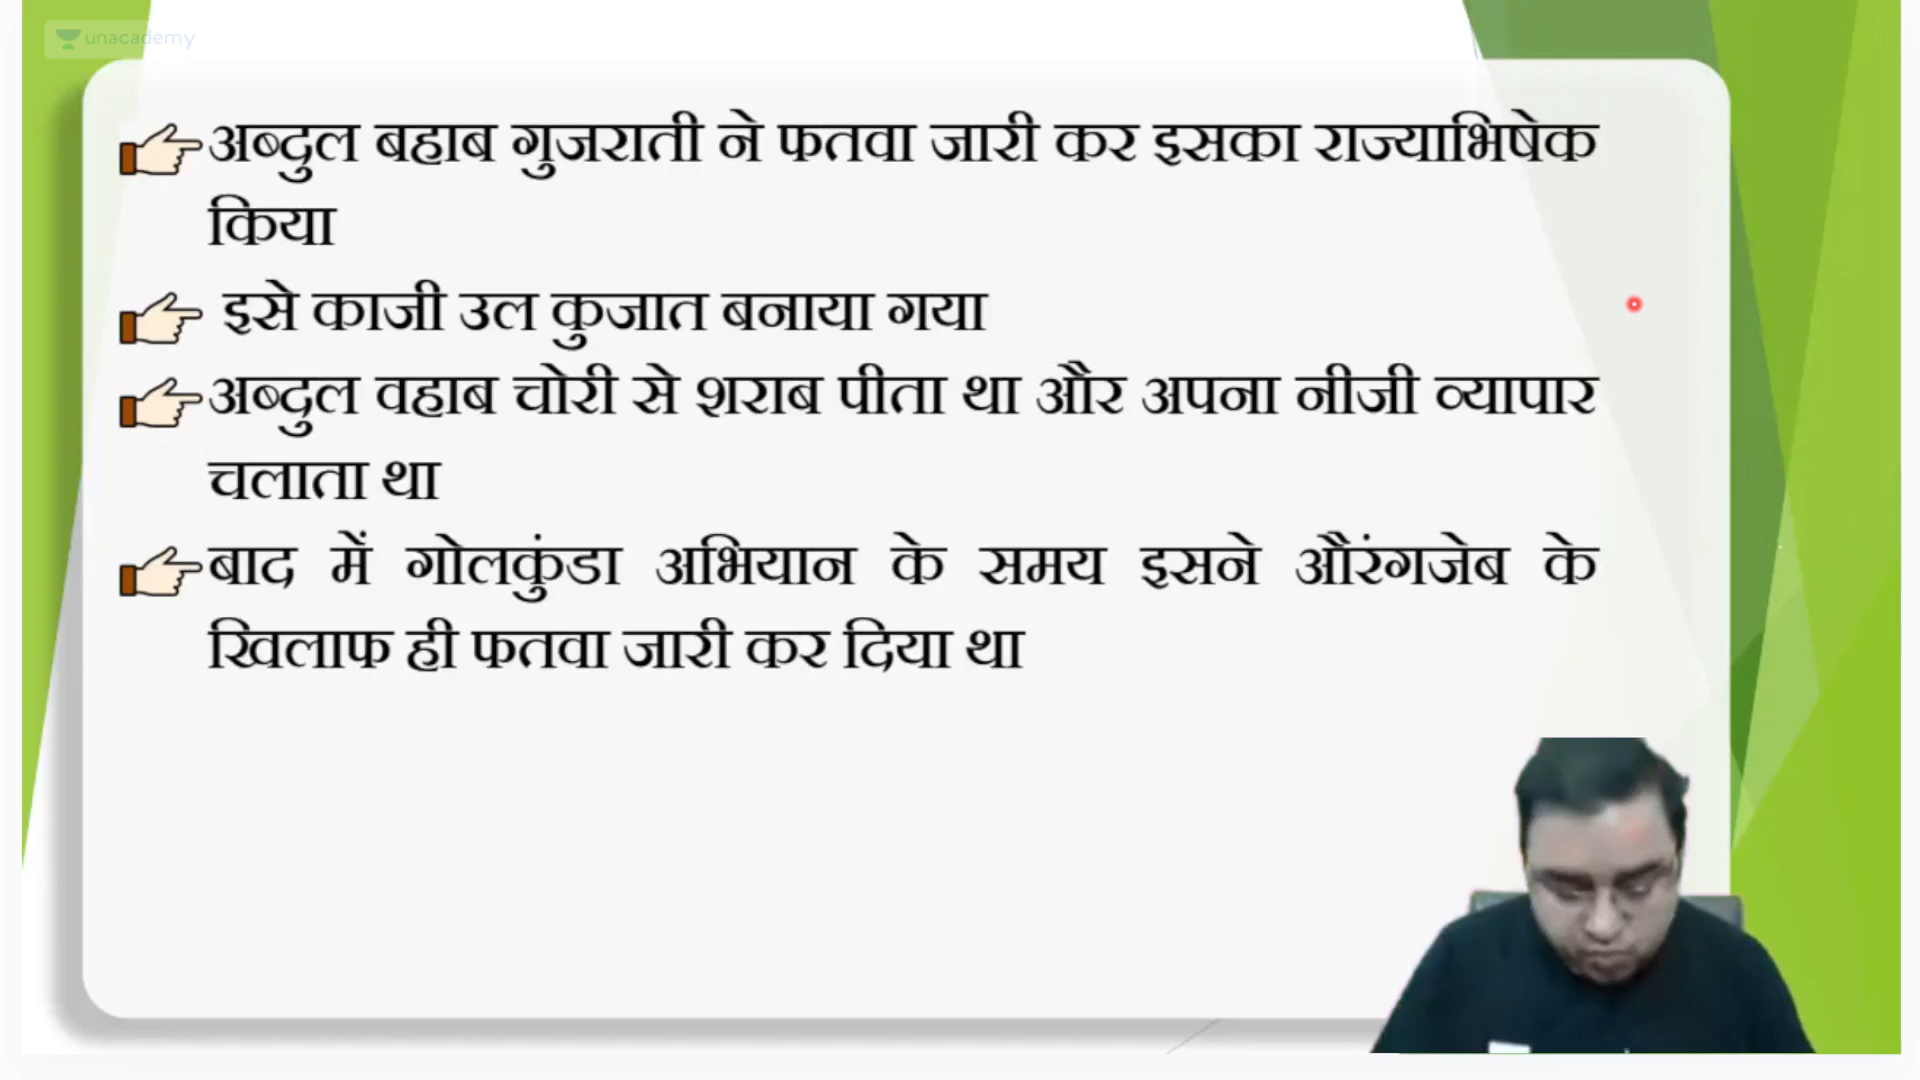 unacademy
अब्दुल बहाब गुजराती ने फतवा जारी कर इसका राज्याभिषेक
किया
इसे काजी उल कुजात बनाया गया
अब्दुल वहाब चोरी से शराब पीता था और अपना नीजी व्यापार
चलाता था
बाद में गोलकुंडा अभियान के समय इसने औरंगजेब के
खिलाफ ही फतवा जारी कर दिया था